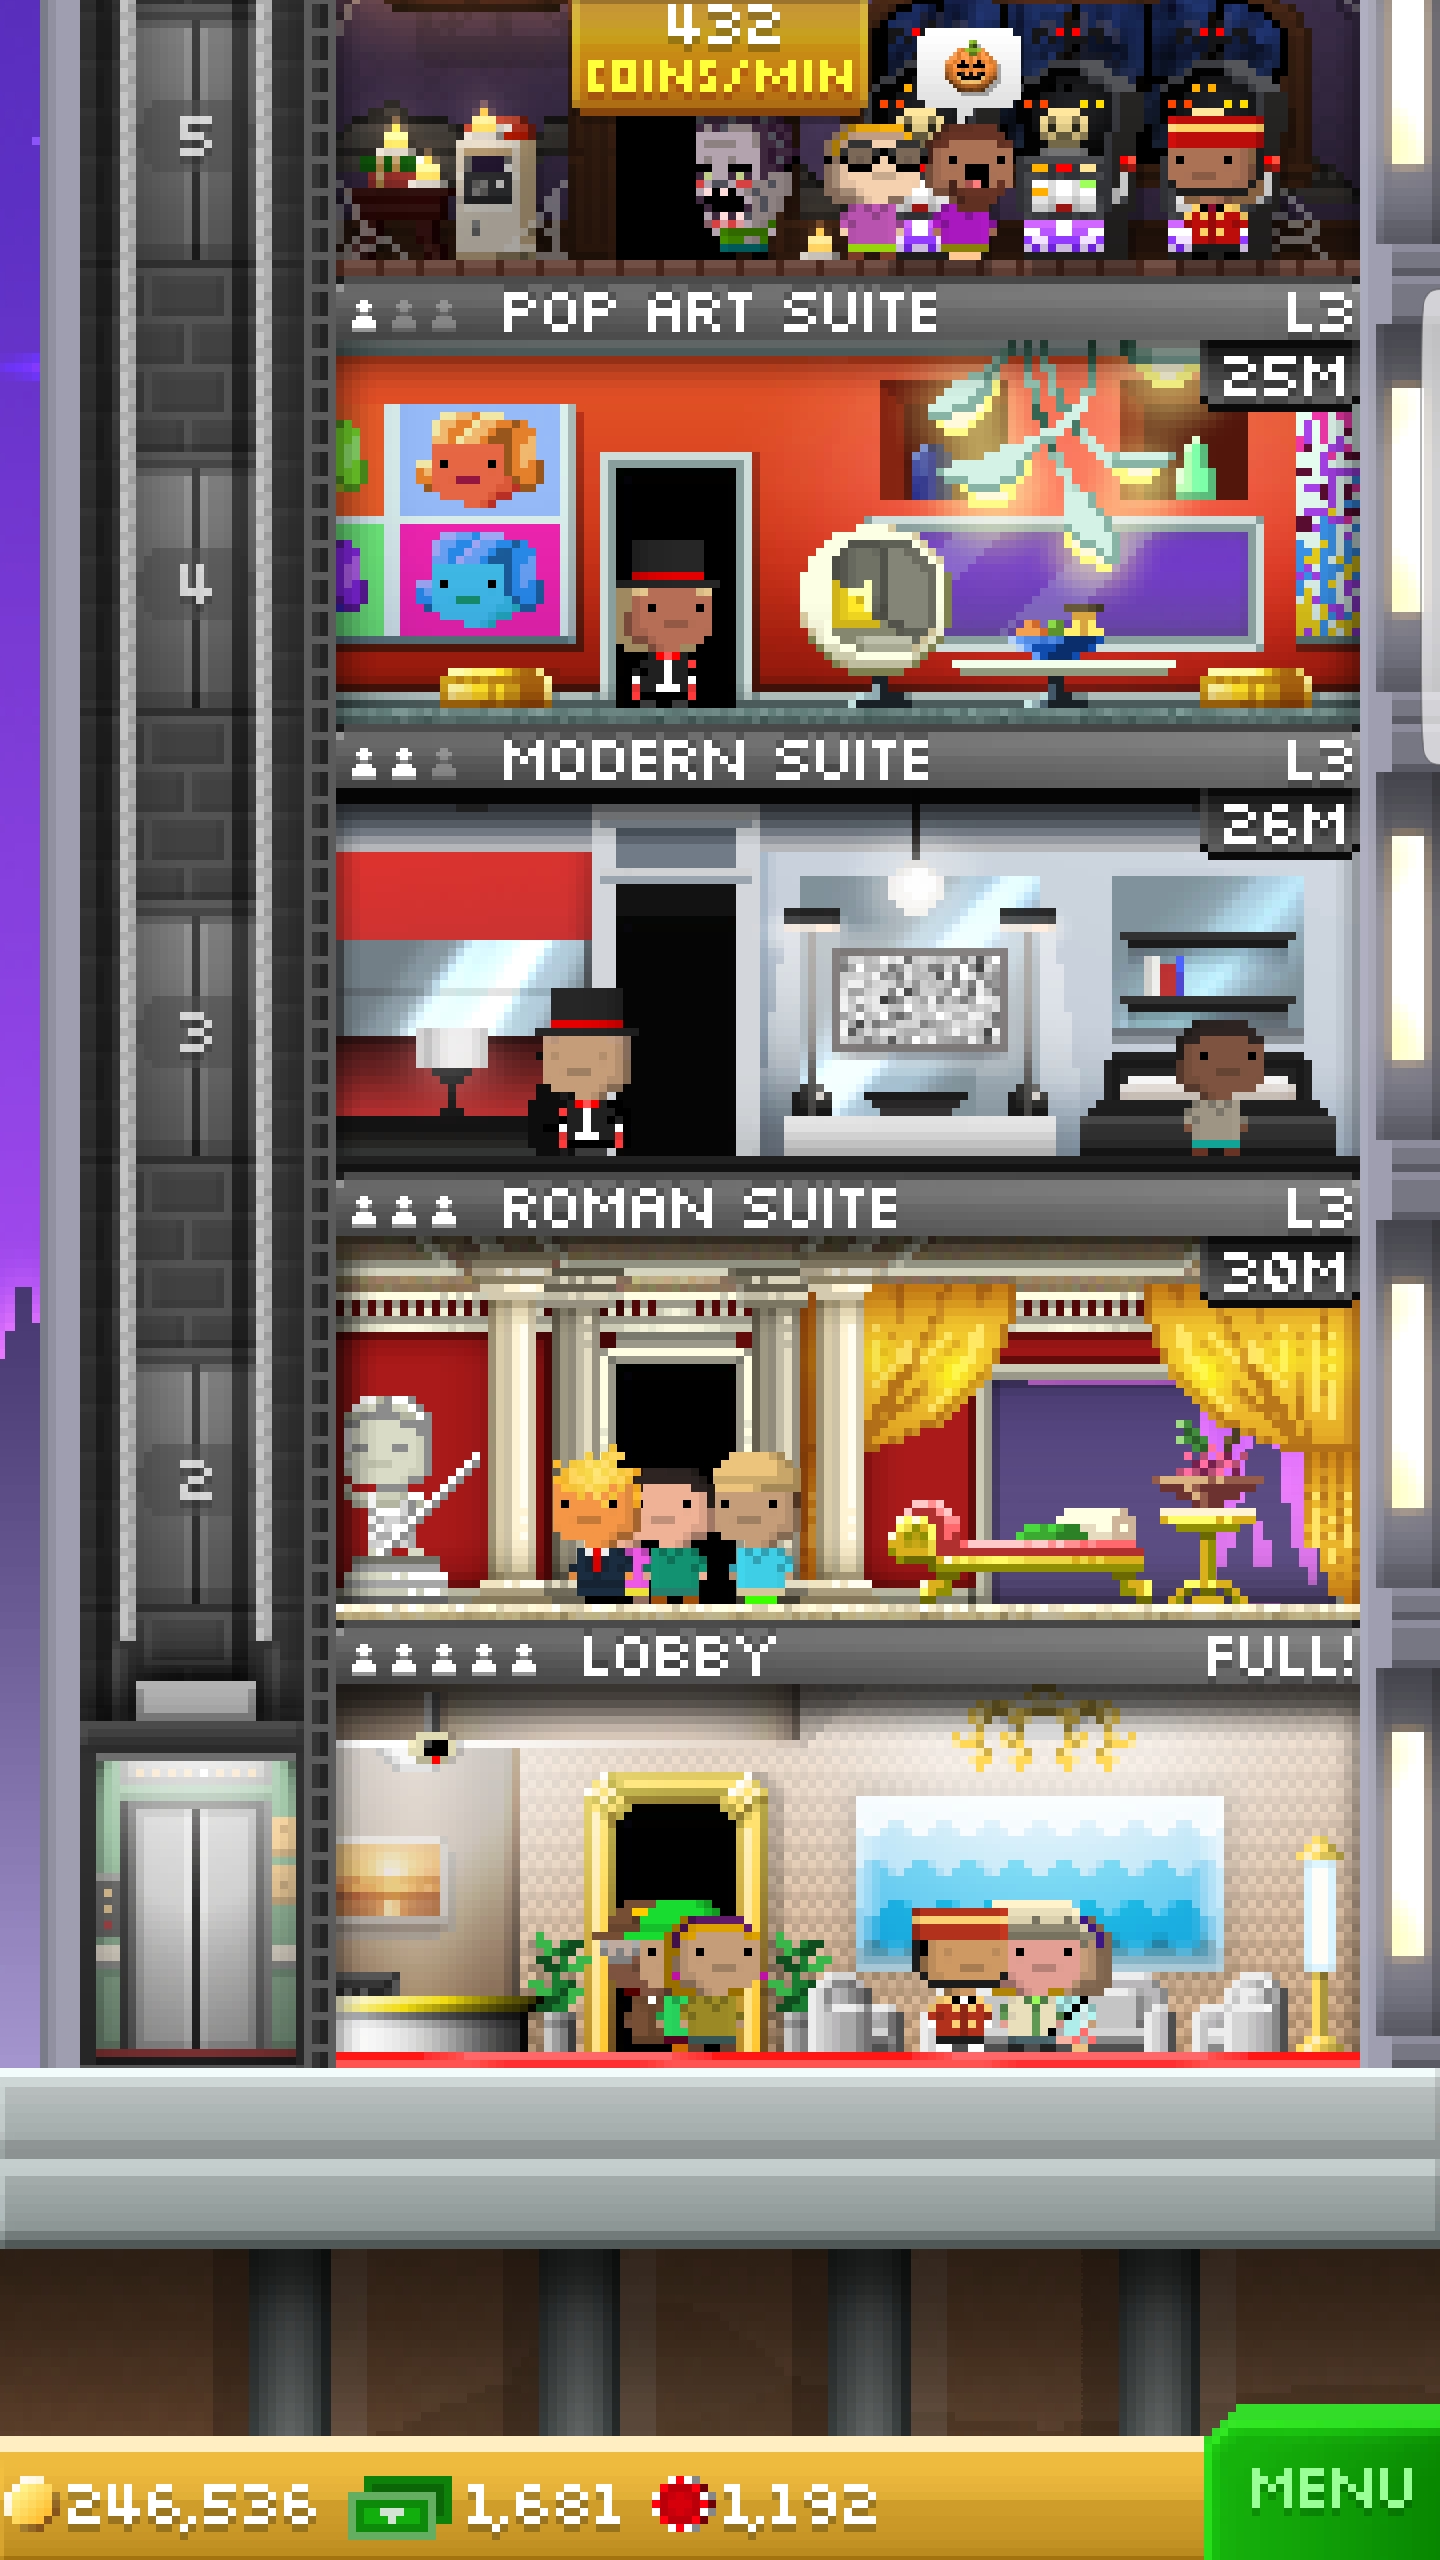 432
COINS/MIN
5
POP ART SUITE L3
25M
4
MODERN SUITE L3
26M
3
ROMAN SUITE L3
30M
2
LOBBY FULL!
246,536 1,681 1,192
MENU